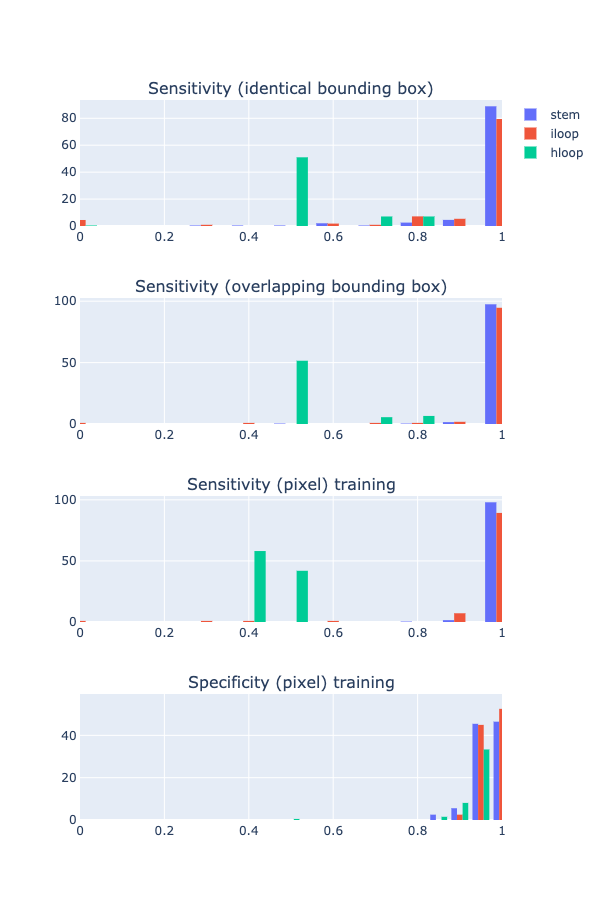 Sensitivity (identical bounding box)
80
60
40
20
0
0 0.2 0.4 0.6 0.8 1
stem
iloop
hloop
Sensitivity (overlapping bounding box)
100
50
0
0 0.2 0.4 0.6 0.8 1
Sensitivity (pixel) training
100
50
0
0 0.2 0.4 0.6 0.8 1
Specificity (pixel) training
40
20
0
0 0.2 0.4 0.6 0.8 1